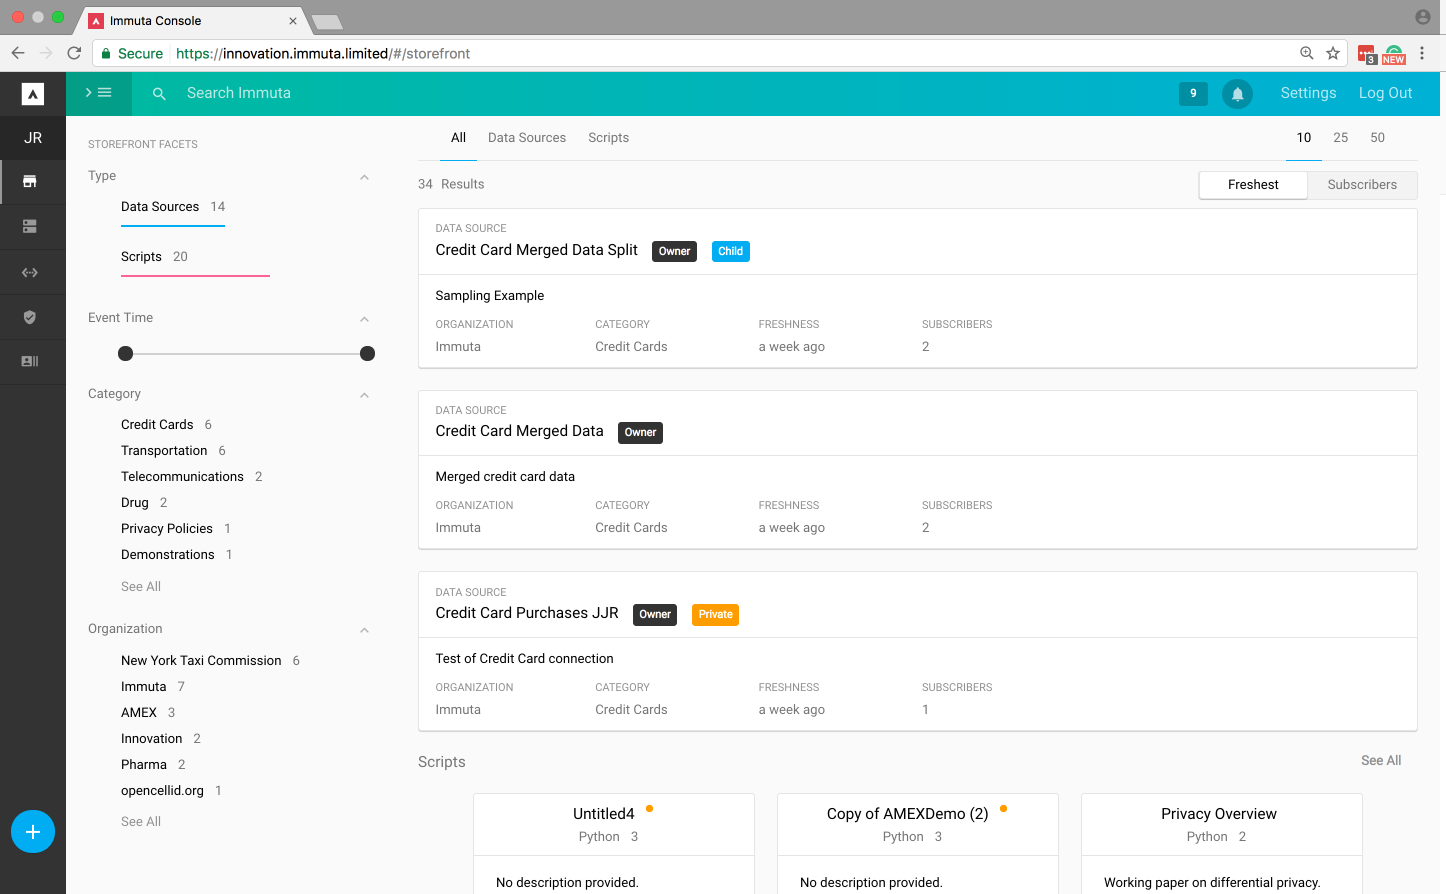 Immuta Console
Secure https://innovation.immuta.limited/#/storefront
3 NEW
Search Immuta 9 Settings Log Out
JR
STOREFRONT FACETS
Type
Data Sources 14
Scripts 20
Event Time
Category
Credit Cards 6
Transportation 6
Telecommunications 2
Drug 2
Privacy Policies 1
Demonstrations 1
See All
Organization
New York Taxi Commission 6
Immuta 7
AMEX 3
Innovation 2
Pharma 2
opencellid.org 1
See All
All Data Sources Scripts 10 25 50
34 Results Freshest Subscribers
DATA SOURCE
Credit Card Merged Data Split Owner Child
Sampling Example
ORGANIZATION CATEGORY FRESHNESS SUBSCRIBERS
Immuta Credit Cards a week ago 2
DATA SOURCE
Credit Card Merged Data Owner
Merged credit card data
ORGANIZATION CATEGORY FRESHNESS SUBSCRIBERS
Immuta Credit Cards a week ago 2
DATA SOURCE
Credit Card Purchases JJR Owner Private
Test of Credit Card connection
ORGANIZATION CATEGORY FRESHNESS SUBSCRIBERS
Immuta Credit Cards a week ago 1
Scripts See All
Untitled4
Python 3
No description provided.
Copy of AMEXDemo (2)
Python 3
No description provided.
Privacy Overview
Python 2
Working paper on differential privacy.